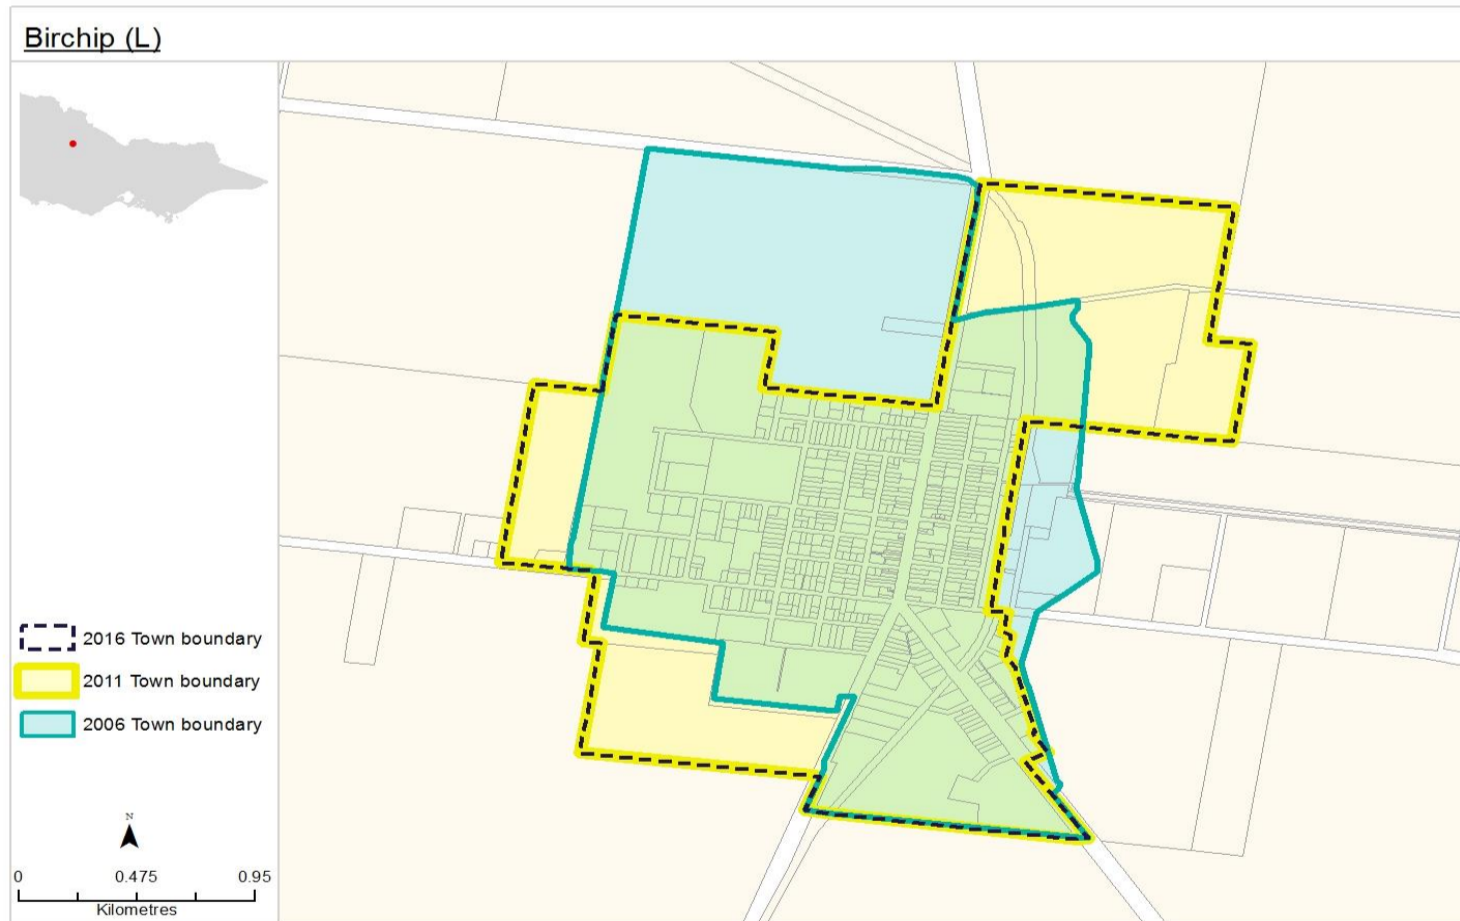 Birchip (L)
2016 Town boundary
2011 Town boundary
2006 Town boundary
N
0 0.475 0.95
Kilometres